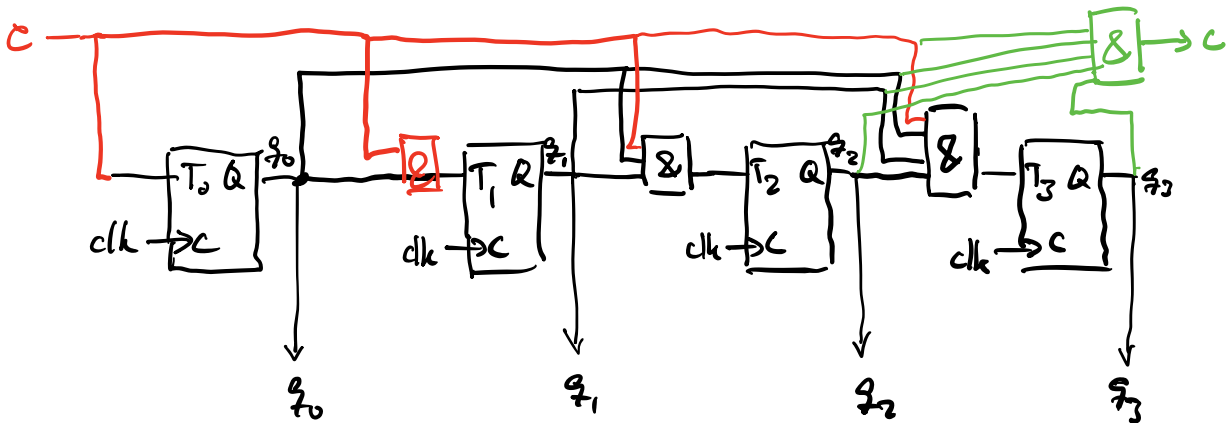 C
& → C
q₀ q₁ q₂
& & &
T₀ Q T₁ Q T₂ Q T₃ Q q₃
clk → C clk → C clk → C clk → C
q₀ q₁ q₂ q₃